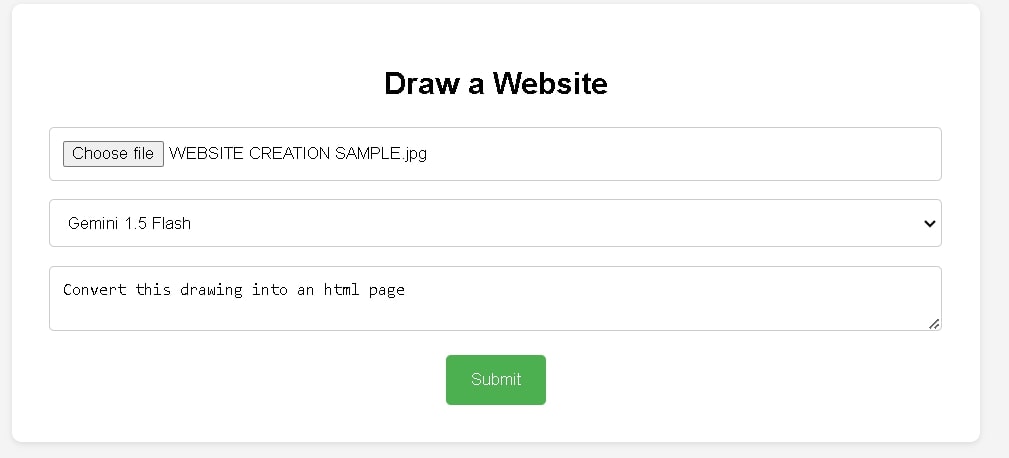 Draw a Website
Choose file WEBSITE CREATION SAMPLE.jpg
Gemini 1.5 Flash
Convert this drawing into an html page
Submit